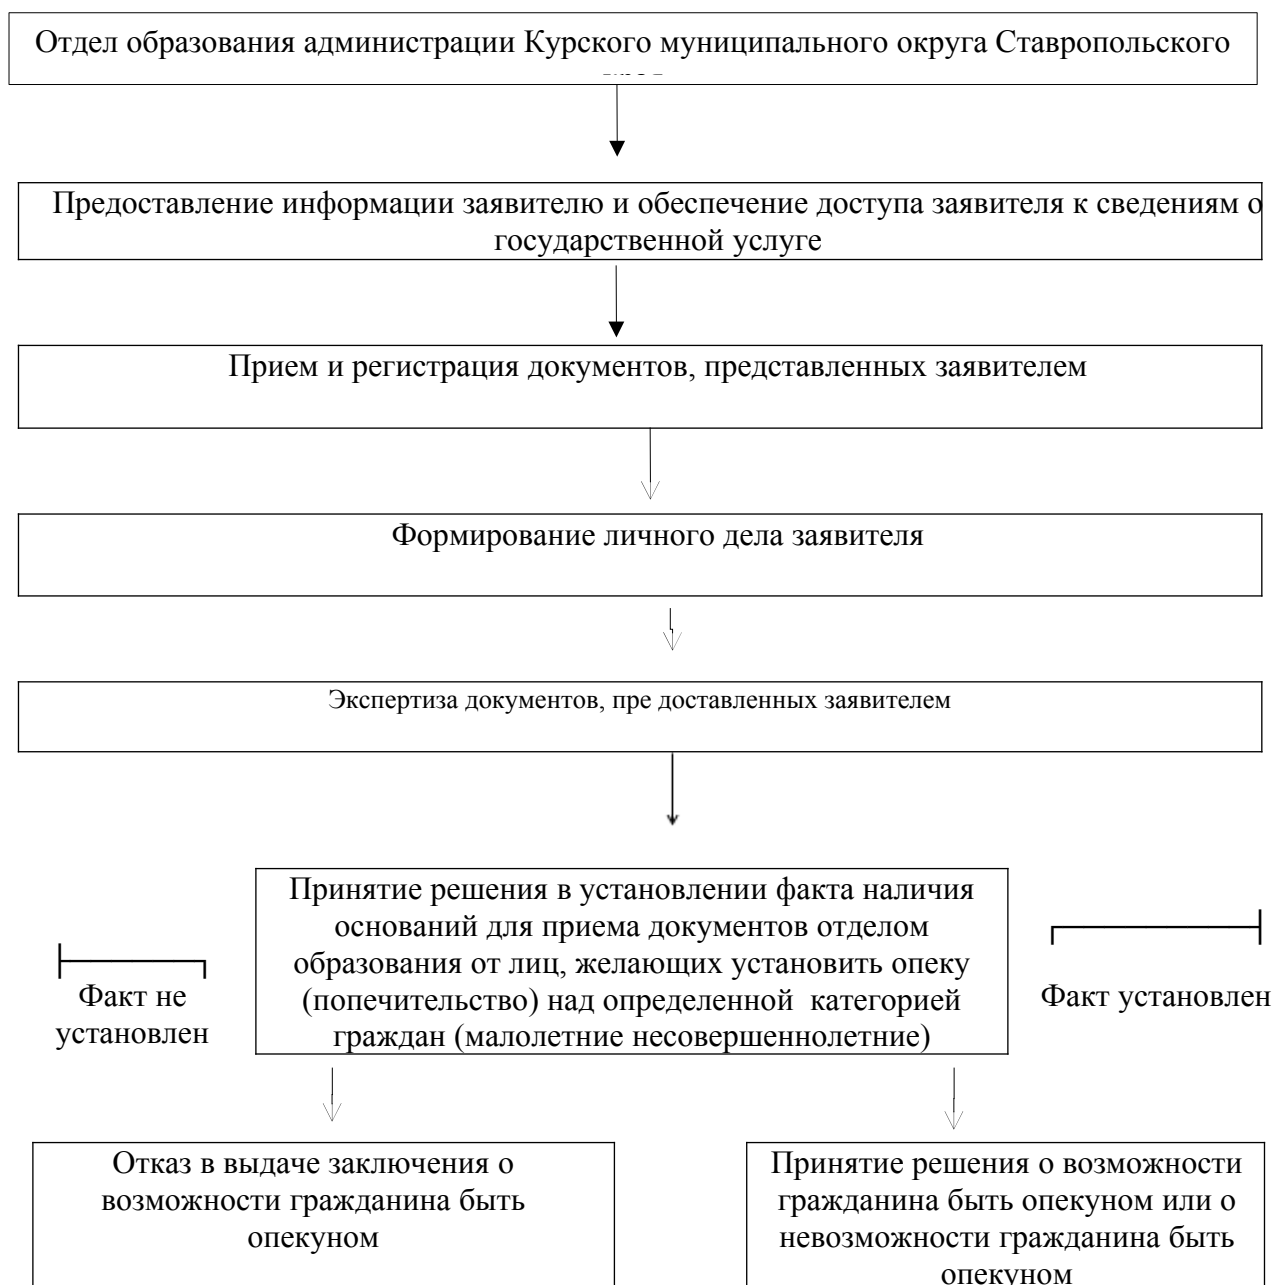 Отдел образования администрации Курского муниципального округа Ставропольского
Предоставление информации заявителю и обеспечение доступа заявителя к сведениям о
государственной услуге
Прием и регистрация документов, представленных заявителем
Формирование личного дела заявителя
Экспертиза документов, пре доставленных заявителем
Принятие решения в установлении факта наличия
оснований для приема документов отделом
образования от лиц, желающих установить опеку
(попечительство) над определенной категорией
граждан (малолетние несовершеннолетние)
Факт не
установлен
Факт установлен
Отказ в выдаче заключения о
возможности гражданина быть
опекуном
Принятие решения о возможности
гражданина быть опекуном или о
невозможности гражданина быть
опекуном